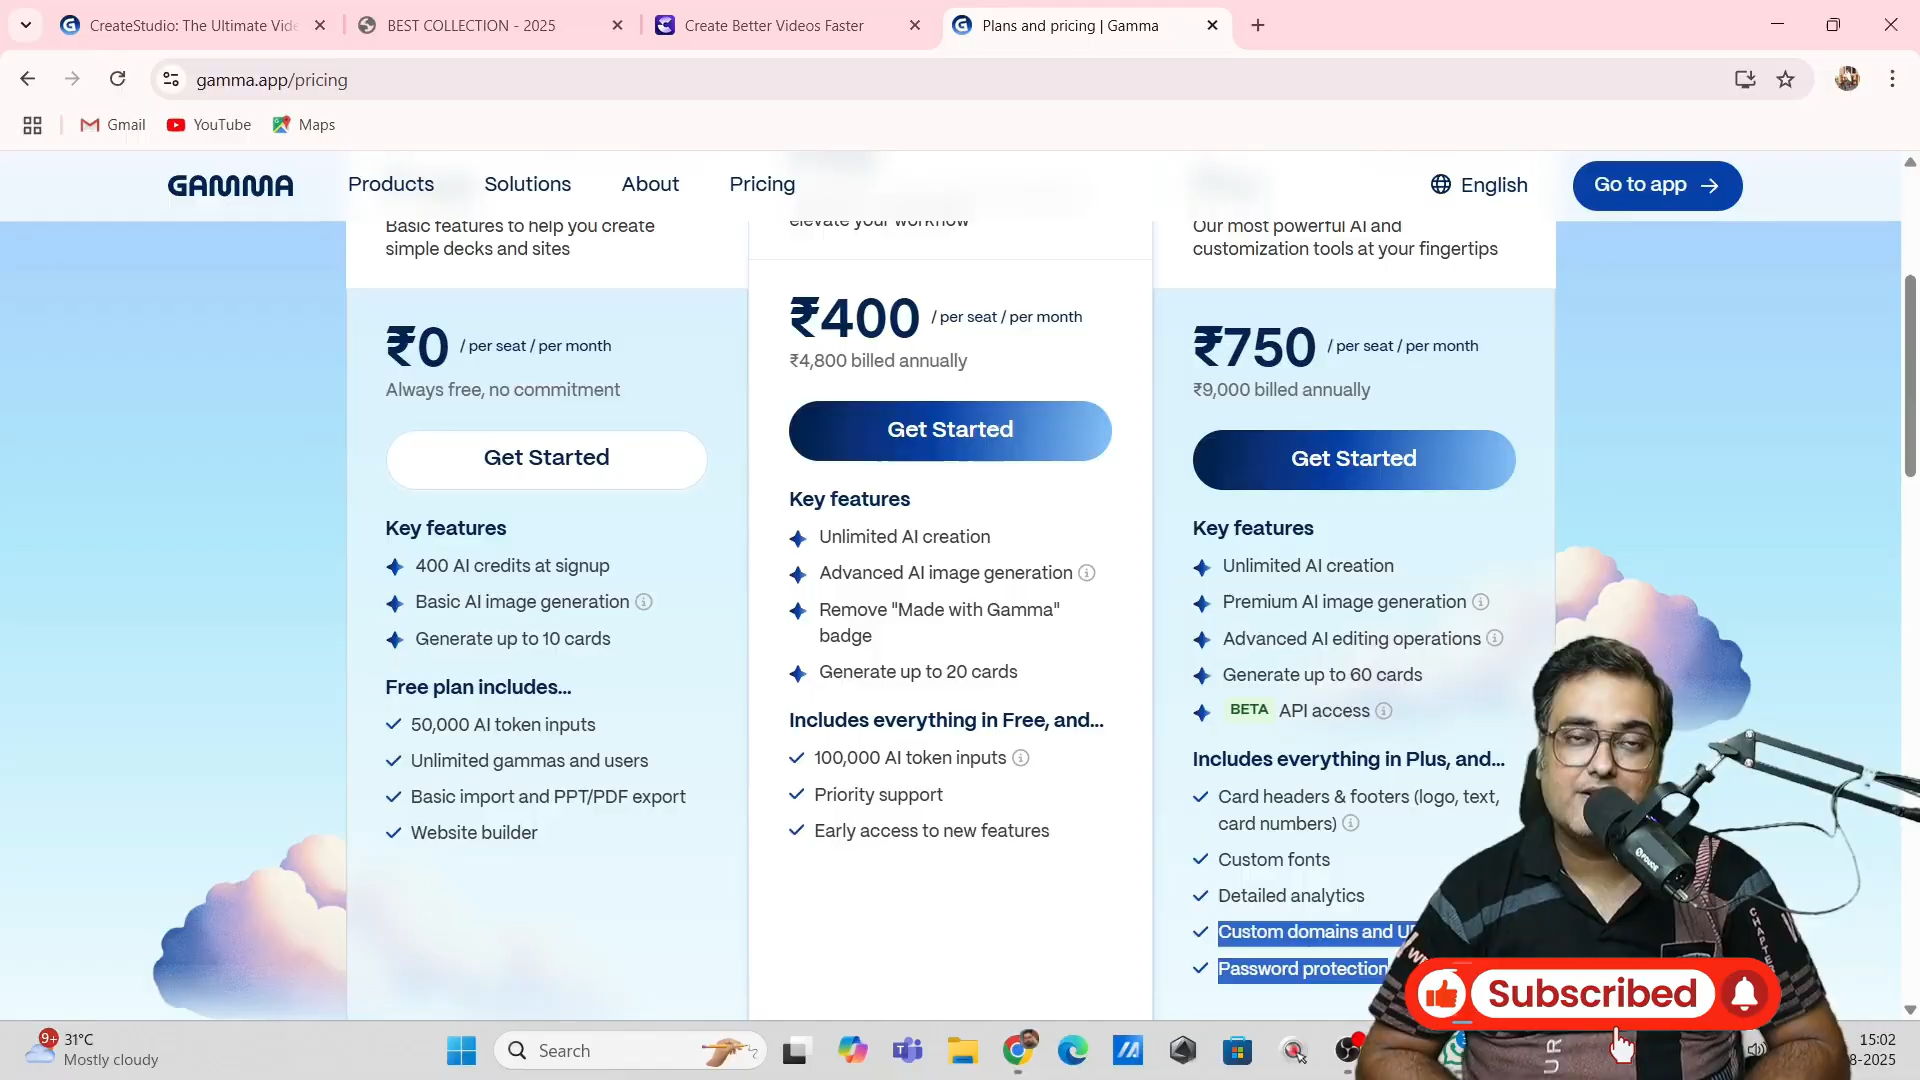 CreateStudio: The Ultimate Vide
BEST COLLECTION - 2025
Create Better Videos Faster
Plans and pricing | Gamma
gamma.app/pricing
Gmail
YouTube
Maps
GAMMA
Products
Solutions
About
Pricing
English
Go to app →
Basic features to help you create
simple decks and sites
₹0 / per seat / per month
Always free, no commitment
Get Started
Key features
400 AI credits at signup
Basic AI image generation
Generate up to 10 cards
Free plan includes...
50,000 AI token inputs
Unlimited gammas and users
Basic import and PPT/PDF export
Website builder
elevate your workflow
₹400 / per seat / per month
₹4,800 billed annually
Get Started
Key features
Unlimited AI creation
Advanced AI image generation
Remove "Made with Gamma"
badge
Generate up to 20 cards
Includes everything in Free, and...
100,000 AI token inputs
Priority support
Early access to new features
Our most powerful AI and
customization tools at your fingertips
₹750 / per seat / per month
₹9,000 billed annually
Get Started
Key features
Unlimited AI creation
Premium AI image generation
Advanced AI editing operations
Generate up to 60 cards
BETA API access
Includes everything in Plus, and...
Card headers & footers (logo, text,
card numbers)
Custom fonts
Detailed analytics
Custom domains and
Password protection
Subscribed
9+
31°C
Mostly cloudy
Search
15:02
8-2025